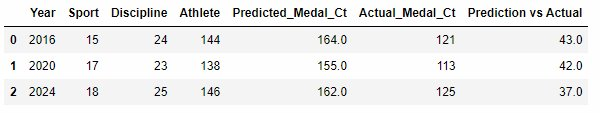 Year Sport Discipline Athlete Predicted_Medal_Ct Actual_Medal_Ct Prediction vs Actual
0 2016 15 24 144 164.0 121 43.0
1 2020 17 23 138 155.0 113 42.0
2 2024 18 25 146 162.0 125 37.0